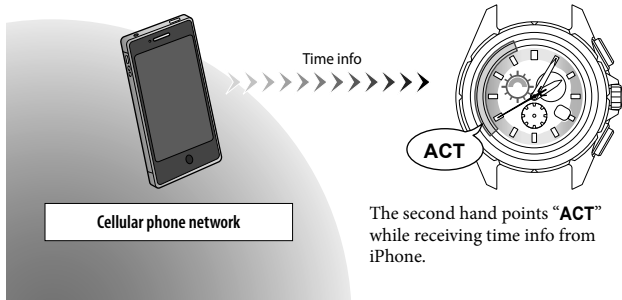 Time info
ACT
Cellular phone network
The second hand points “ACT”
while receiving time info from
iPhone.